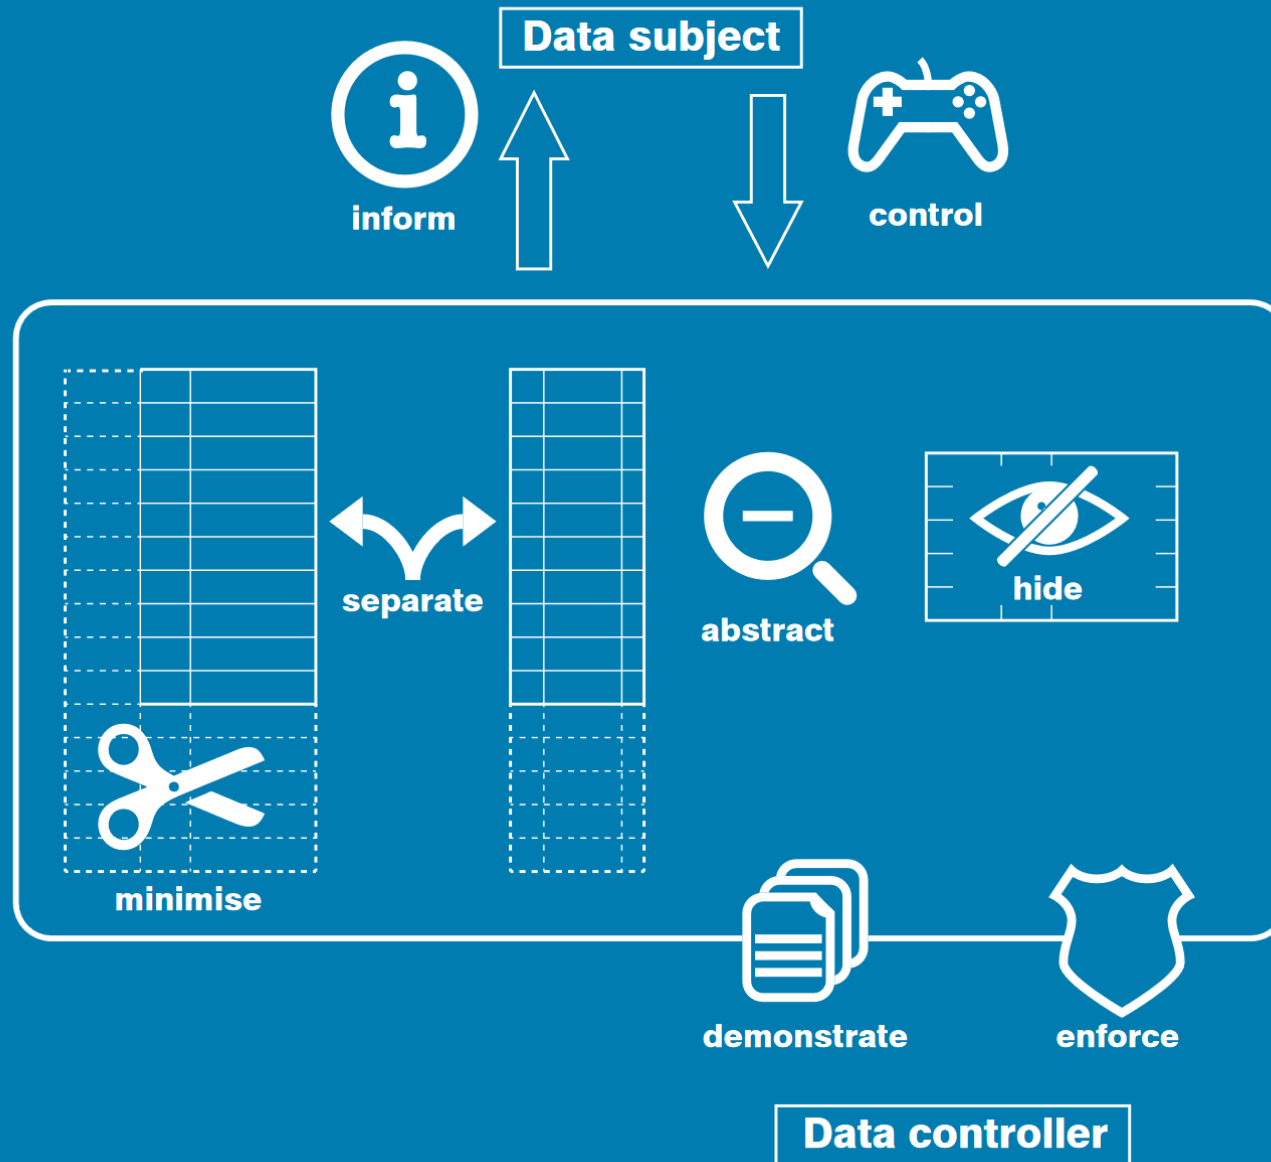 Data subject
inform
control
separate
abstract
hide
minimise
demonstrate
enforce
Data controller